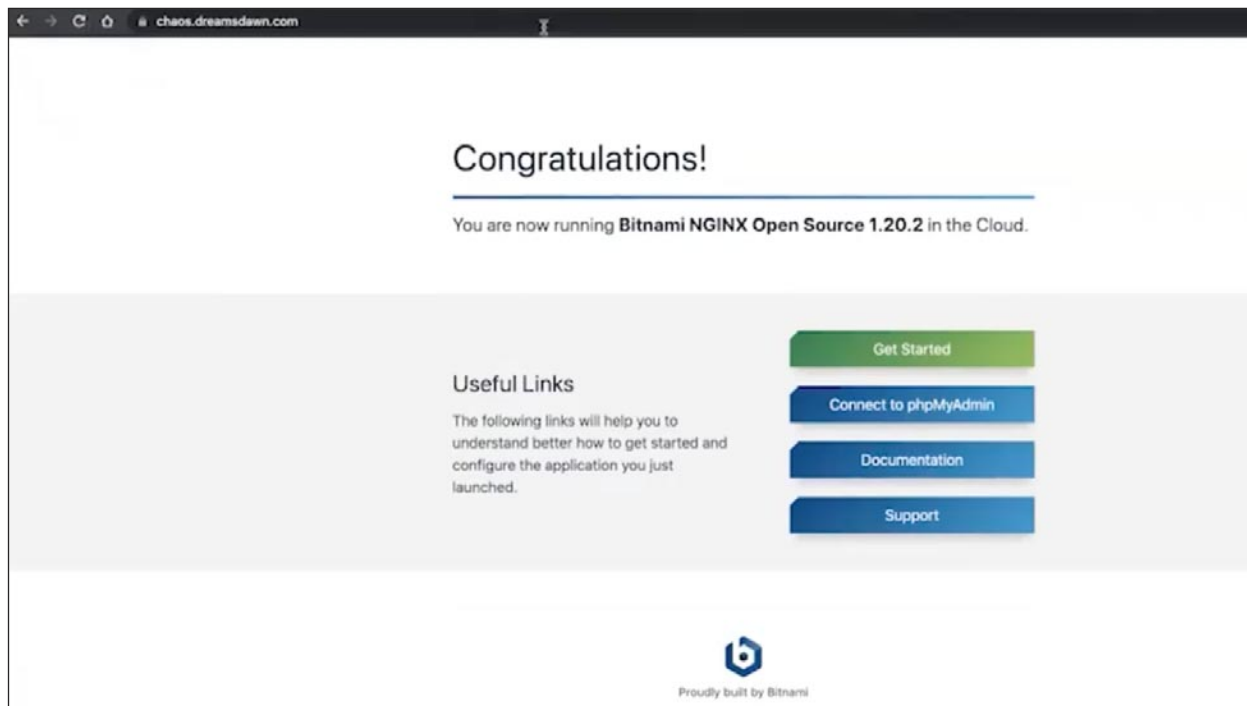 chaos.dreamsdawn.com
Congratulations!
You are now running Bitnami NGINX Open Source 1.20.2 in the Cloud.
Useful Links
The following links will help you to
understand better how to get started and
configure the application you just
launched.
Get Started
Connect to phpMyAdmin
Documentation
Support
Proudly built by Bitnami